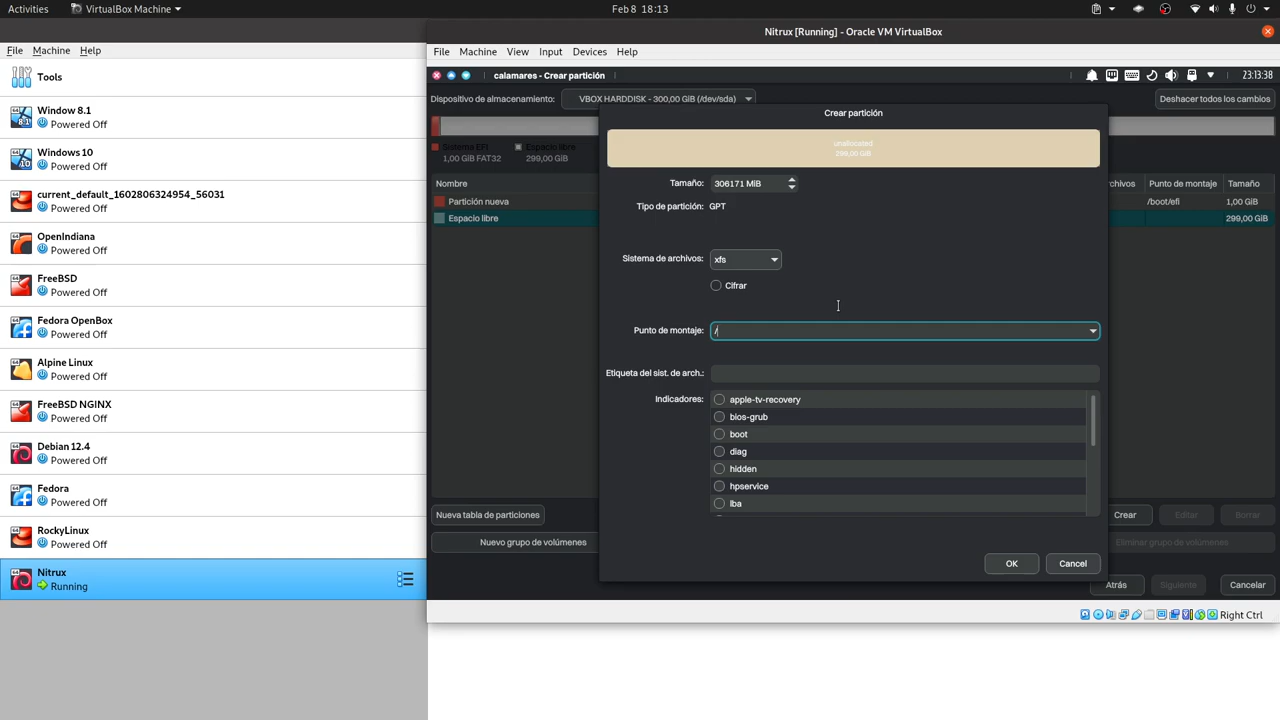 Activities
VirtualBox Machine
Feb 8 18:13
File Machine Help
Tools
Window 8.1
Powered Off
Windows 10
Powered Off
current_default_1602806324954_56031
Powered Off
OpenIndiana
Powered Off
FreeBSD
Powered Off
Fedora OpenBox
Powered Off
Alpine Linux
Powered Off
FreeBSD NGINX
Powered Off
Debian 12.4
Powered Off
Fedora
Powered Off
RockyLinux
Powered Off
Nitrux
Running
Nitrux [Running] - Oracle VM VirtualBox
File Machine View Input Devices Help
calamares - Crear partición
23:13:38
Dispositivo de almacenamiento: VBOX HARDDISK - 300,00 GiB (/dev/sda)
Deshacer todos los cambios
Sistema EFI
1,00 GiB FAT32
Espacio libre
299,00 GiB
Nombre
rchivos Punto de montaje Tamaño
Partición nueva
/boot/efi 1,00 GiB
Espacio libre
299,00 GiB
Crear partición
unallocated
299,00 GiB
Tamaño: 306171 MiB
Tipo de partición: GPT
Sistema de archivos: xfs
Cifrar
Punto de montaje: /
Etiqueta del sist. de arch.:
Indicadores:
apple-tv-recovery
bios-grub
boot
diag
hidden
hpservice
lba
OK
Cancel
Nueva tabla de particiones
Crear
Editar
Borrar
Nuevo grupo de volúmenes
Eliminar grupo de volúmenes
Atrás
Siguiente
Cancelar
Right Ctrl